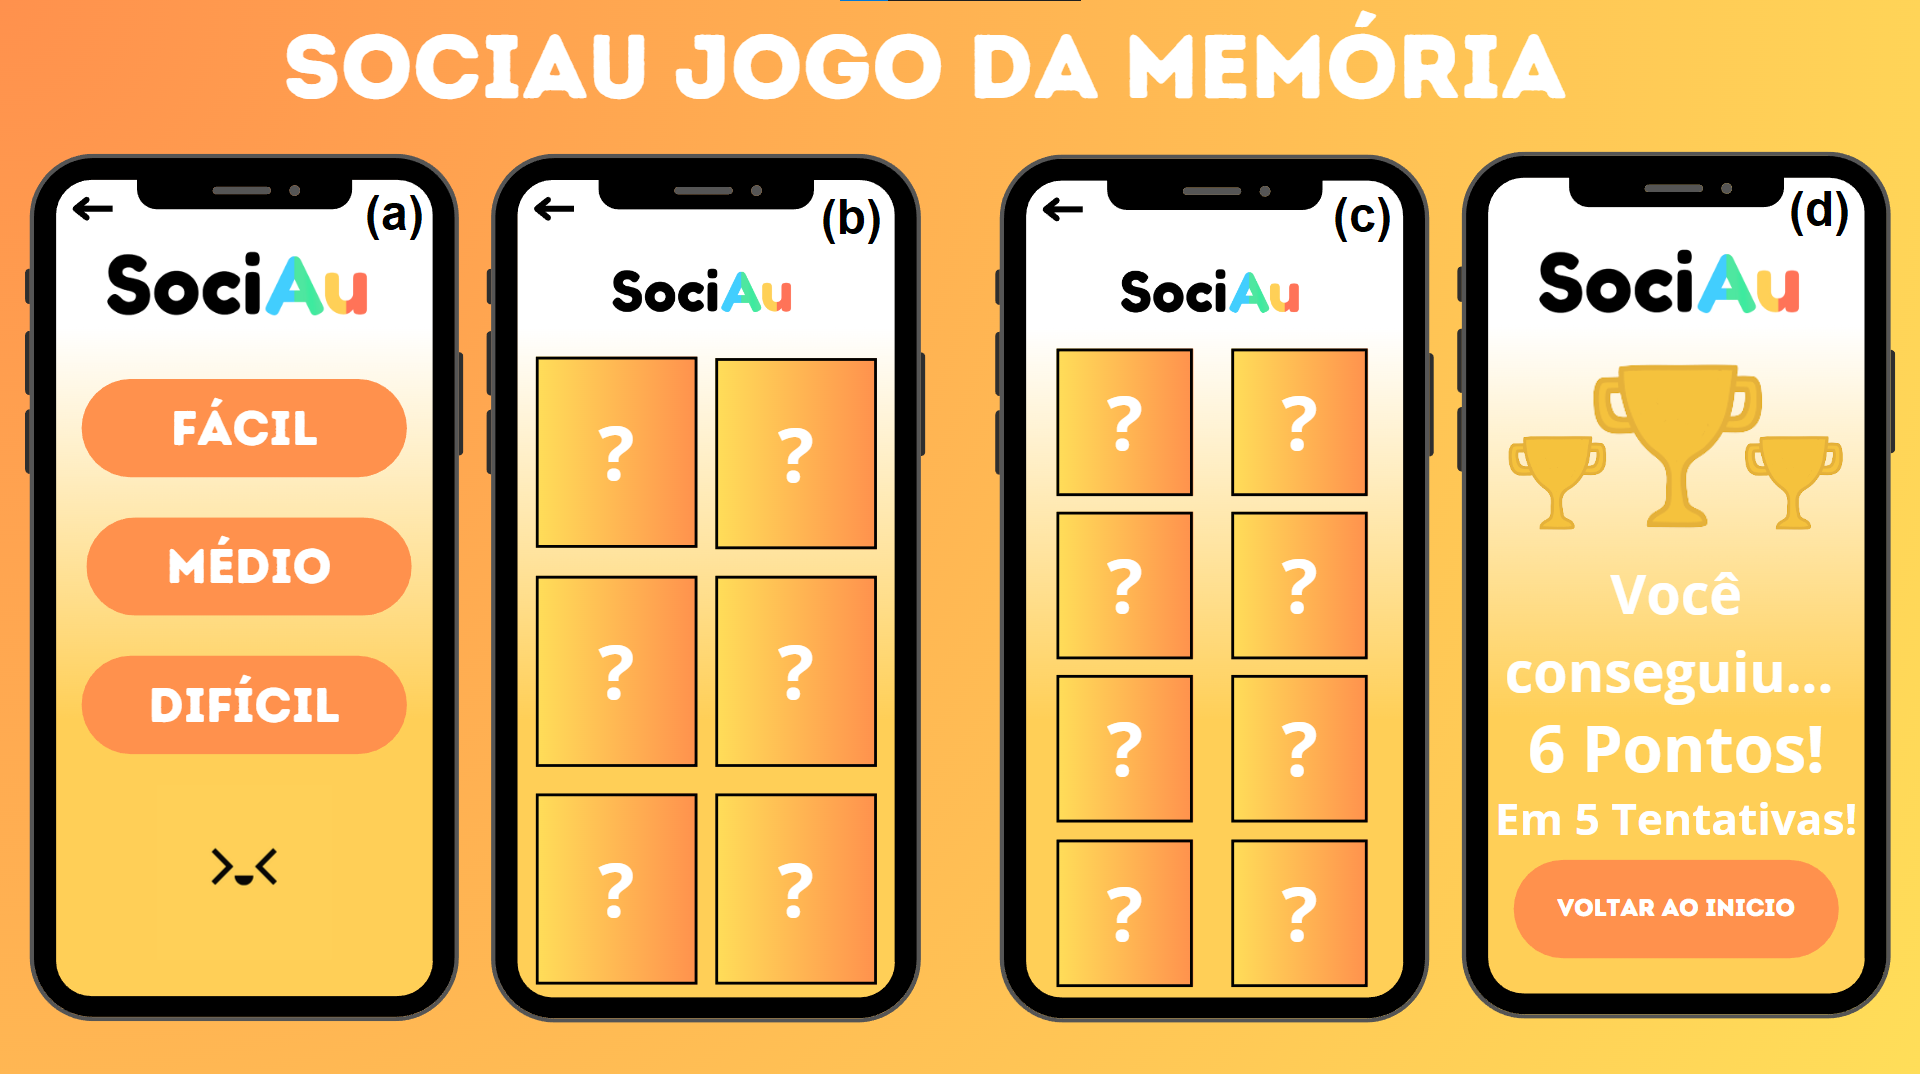 SOCIAU JOGO DA MEMÓRIA
(a)
SociAu
FÁCIL
MÉDIO
DIFÍCIL
(b)
SociAu
? ?
? ?
? ?
(c)
SociAu
? ?
? ?
? ?
? ?
(d)
SociAu
Você
conseguiu...
6 Pontos!
Em 5 Tentativas!
VOLTAR AO INICIO